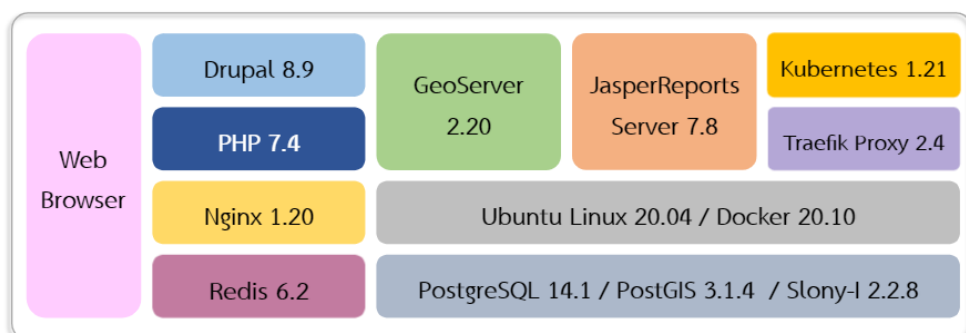 Web
Browser
Drupal 8.9
PHP 7.4
Nginx 1.20
Redis 6.2
GeoServer
2.20
JasperReports
Server 7.8
Kubernetes 1.21
Traefik Proxy 2.4
Ubuntu Linux 20.04 / Docker 20.10
PostgreSQL 14.1 / PostGIS 3.1.4 / Slony-I 2.2.8